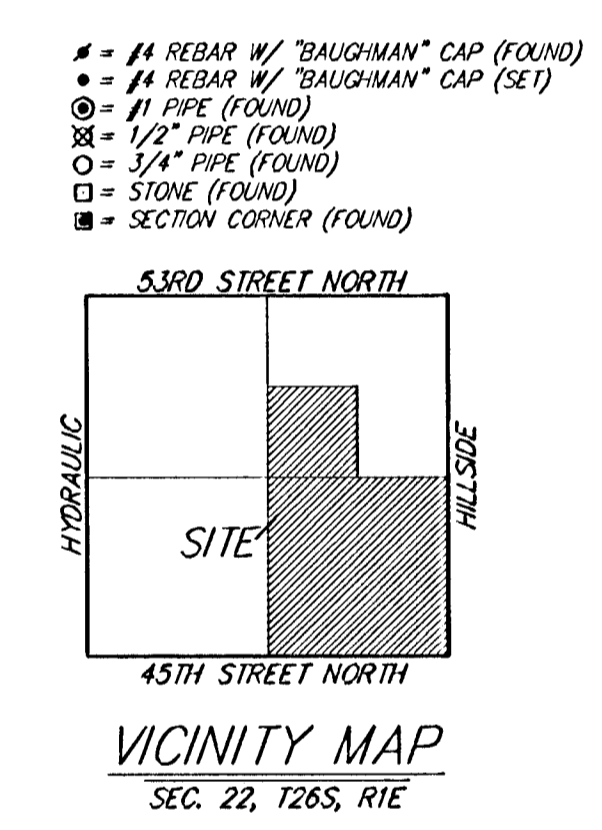 = #4 REBAR W/ "BAUGHMAN" CAP (FOUND)
= #4 REBAR W/ "BAUGHMAN" CAP (SET)
= #1 PIPE (FOUND)
= 1/2" PIPE (FOUND)
= 3/4" PIPE (FOUND)
= STONE (FOUND)
= SECTION CORNER (FOUND)
53RD STREET NORTH
HYDRAULIC
HILLSIDE
SITE
45TH STREET NORTH
VICINITY MAP
SEC. 22, T26S, R1E